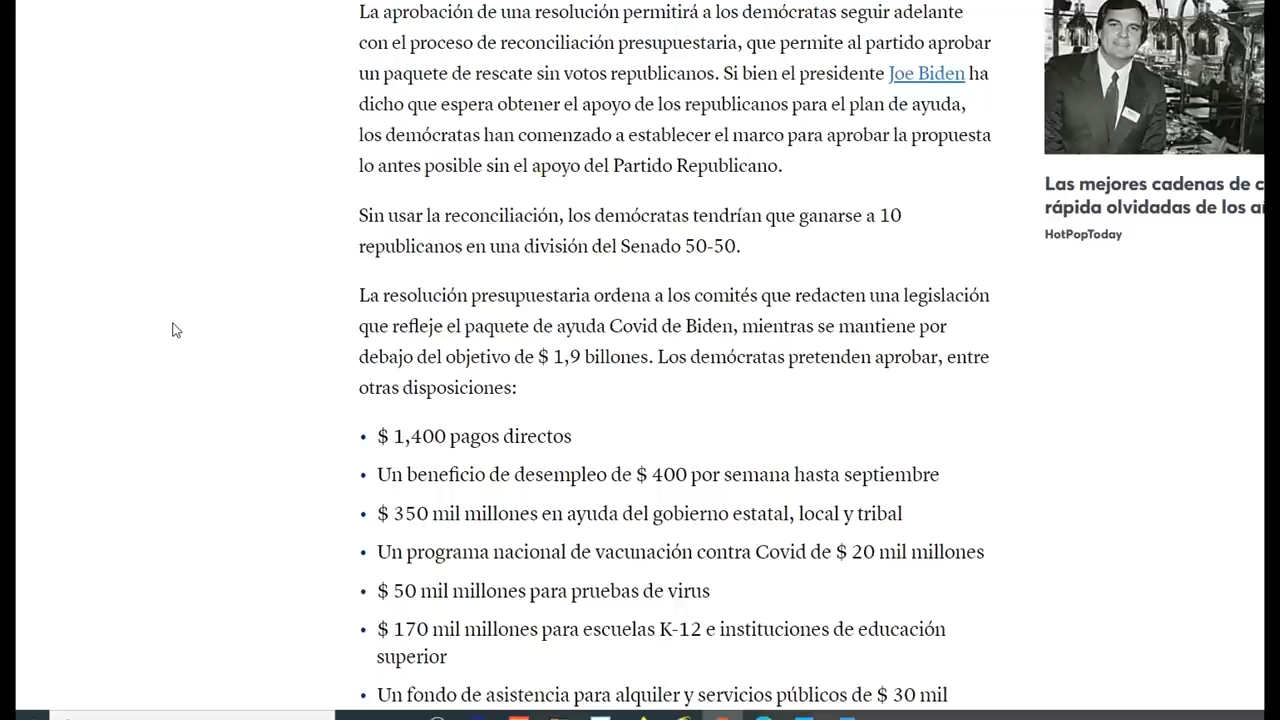 La aprobación de una resolución permitirá a los demócratas seguir adelante
con el proceso de reconciliación presupuestaria, que permite al partido aprobar
un paquete de rescate sin votos republicanos. Si bien el presidente Joe Biden ha
dicho que espera obtener el apoyo de los republicanos para el plan de ayuda,
los demócratas han comenzado a establecer el marco para aprobar la propuesta
lo antes posible sin el apoyo del Partido Republicano.
Sin usar la reconciliación, los demócratas tendrían que ganarse a 10
republicanos en una división del Senado 50-50.
La resolución presupuestaria ordena a los comités que redacten una legislación
que refleje el paquete de ayuda Covid de Biden, mientras se mantiene por
debajo del objetivo de $ 1,9 billones. Los demócratas pretenden aprobar, entre
otras disposiciones:
• $ 1,400 pagos directos
• Un beneficio de desempleo de $ 400 por semana hasta septiembre
• $ 350 mil millones en ayuda del gobierno estatal, local y tribal
• Un programa nacional de vacunación contra Covid de $ 20 mil millones
• $ 50 mil millones para pruebas de virus
• $ 170 mil millones para escuelas K-12 e instituciones de educación
superior
• Un fondo de asistencia para alquiler y servicios públicos de $ 30 mil
Las mejores cadenas de c
rápida olvidadas de los a
HotPopToday